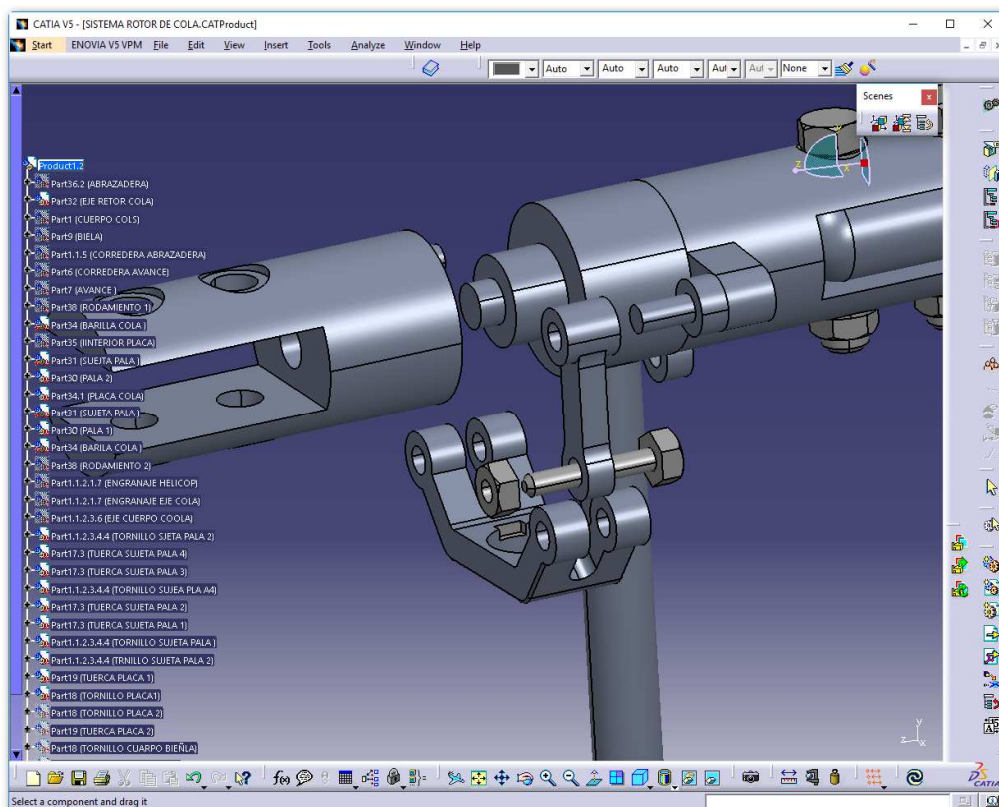 CATIA V5 - [SISTEMA ROTOR DE COLA.CATProduct]
Start ENOVIA V5 VPM File Edit View Insert Tools Analyze Window Help
Auto Auto Auto Aut Aut None
Scenes
Product1.2
Part36.2 (ABRAZADERA)
Part32 (EJE RETOR COLA)
Part1 (CUERPO COLS)
Part9 (BIELA)
Part1.1.5 (CORREDERA ABRAZADERA)
Part6 (CORREDERA AVANCE)
Part7 (AVANCE )
Part38 (RODAMIENTO 1)
Part34 (BARILLA COLA )
Part35 (IINTERIOR PLACA)
Part31 (SUEJTA PALA )
Part30 (PALA 2)
Part34.1 (PLACA COLA)
Part31 (SUJETA PALA )
Part30 (PALA 1)
Part34 (BARILA COLA )
Part38 (RODAMIENTO 2)
Part1.1.2.1.7 (ENGRANAJE HELICOP)
Part1.1.2.1.7 (ENGRANAJE EJE COLA)
Part1.1.2.3.6 (EJE CUERPO COOLA)
Part1.1.2.3.4.4 (TORNILLO SJETA PALA 2)
Part17.3 (TUERCA SUJETA PALA 4)
Part17.3 (TUERCA SUJETA PALA 3)
Part1.1.2.3.4.4 (TORNILLO SUJEA PLA A4)
Part17.3 (TUERCA SUJETA PALA 2)
Part17.3 (TUERCA SUJETA PALA 1)
Part1.1.2.3.4.4 (TORNILLO SUJETA PALA )
Part1.1.2.3.4.4 (TRNILLO SUJETA PALA 2)
Part19 (TUERCA PLACA 1)
Part18 (TORNILLO PLACA1)
Part18 (TORNILLO PLACA 2)
Part19 (TUERCA PLACA 2)
Part18 (TORNILLO CUARPO BIEÑLA)
z
x
y
z
x
f(x)
CATIA
Select a component and drag it